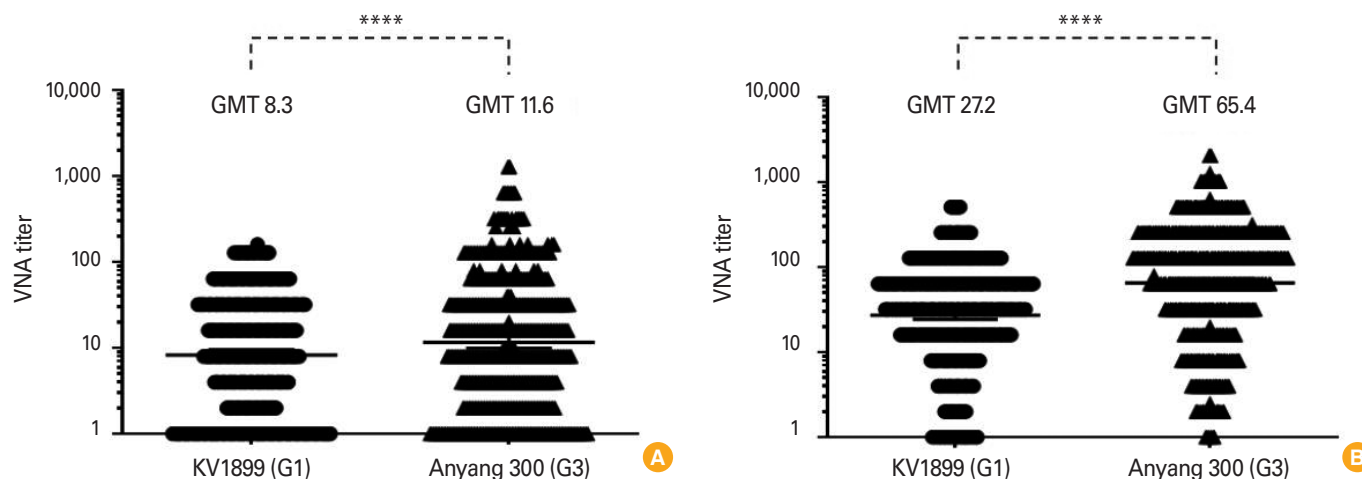 ****
10,000
GMT 8.3
GMT 11.6
1,000
100
10
1
VNA titer
KV1899 (G1)
Anyang 300 (G3)
A
****
10,000
GMT 27.2
GMT 65.4
1,000
100
10
1
VNA titer
KV1899 (G1)
Anyang 300 (G3)
B